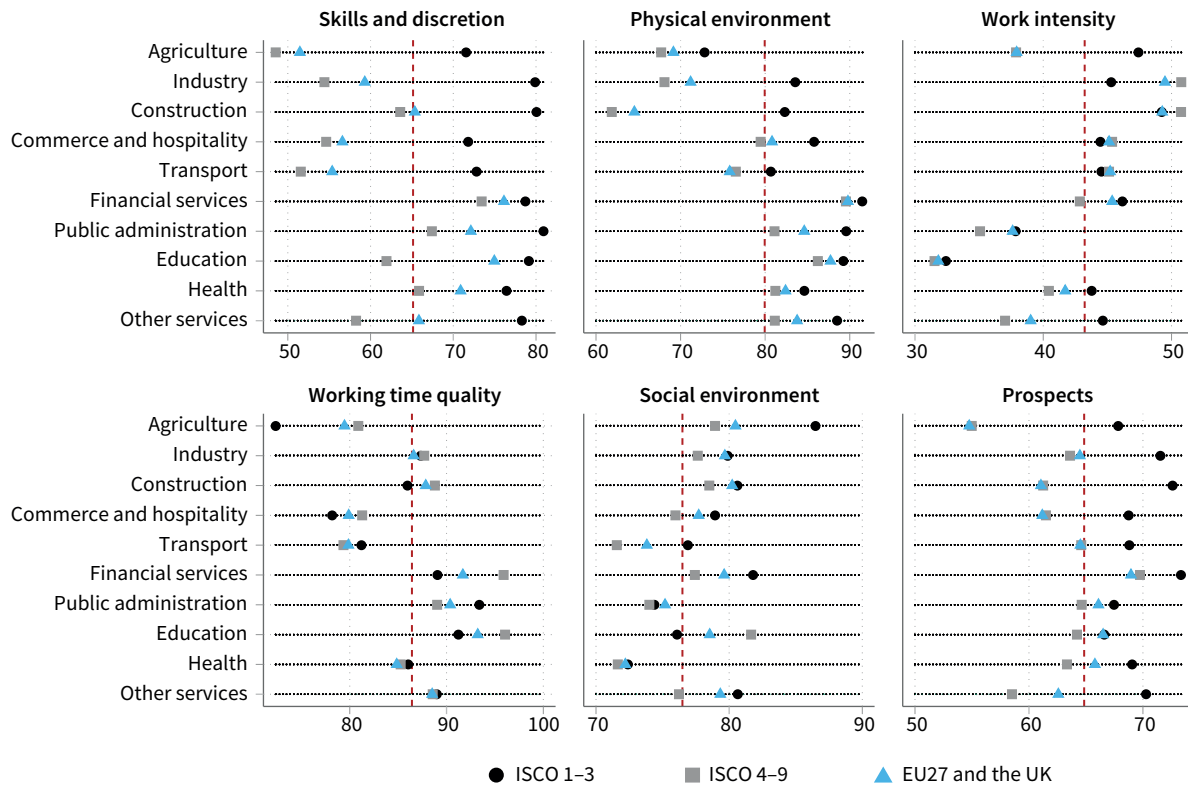 Skills and discretion Physical environment Work intensity
Agriculture
Industry
Construction
Commerce and hospitality
Transport
Financial services
Public administration
Education
Health
Other services
50 60 70 80 60 70 80 90 30 40 50
Working time quality Social environment Prospects
Agriculture
Industry
Construction
Commerce and hospitality
Transport
Financial services
Public administration
Education
Health
Other services
80 90 100 70 80 90 50 60 70
ISCO 1–3 ISCO 4–9 EU27 and the UK